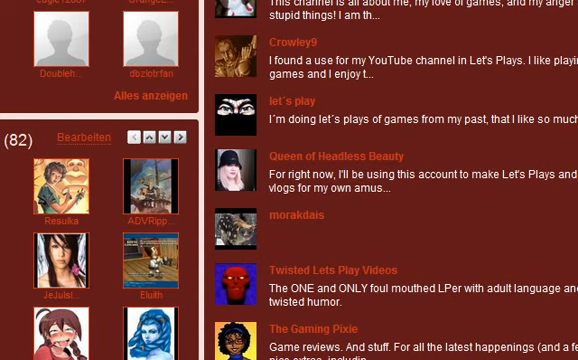 Doubleh...
dbzlotrfan
Alles anzeigen
(82)
Bearbeiten
Resulka
ADVRipp...
JeJulsi...
Eluith
This channel is all about me, my love of games, and my anger
stupid things! I am th...
Crowley9
I found a use for my YouTube channel in Let's Plays. I like playin
games and I enjoy t...
let´s play
I´m doing let´s plays of games from my past, that I like so much
Queen of Headless Beauty
For right now, I'll be using this account to make Let's Plays and
vlogs for my own amus...
morakdais
Twisted Lets Play Videos
The ONE and ONLY foul mouthed LPer with adult language an
twisted humor.
The Gaming Pixie
Game reviews. And stuff. For all the latest happenings (and a fe